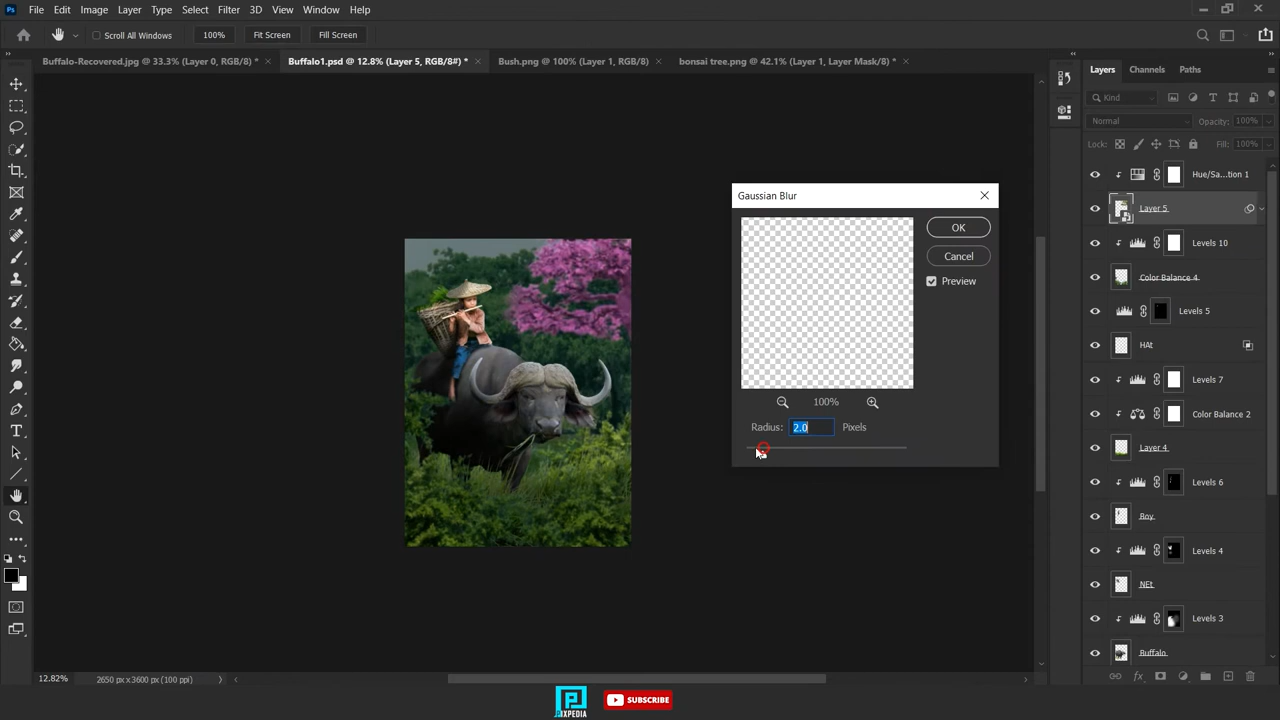 Ps File Edit Image Layer Type Select Filter 3D View Window Help
Scroll All Windows 100% Fit Screen Fill Screen
Buffalo-Recovered.jpg @ 33.3% (Layer 0, RGB/8) * Buffalo1.psd @ 12.8% (Layer 5, RGB/8#) * Bush.png @ 100% (Layer 1, RGB/8) bonsai tree.png @ 42.1% (Layer 1, Layer Mask/8) *
Layers Channels Paths
Kind
Normal Opacity: 100%
Lock: Fill: 100%
Hue/Sa...tion 1
Layer 5
Levels 10
Color Balance 4
Levels 5
HAt
Levels 7
Color Balance 2
Layer 4
Levels 6
Boy
Levels 4
NEt
Levels 3
Buffalo
Gaussian Blur
OK
Cancel
Preview
100%
Radius: 2.0 Pixels
12.82% 2650 px x 3600 px (100 ppi)
PIXPEDIA
SUBSCRIBE